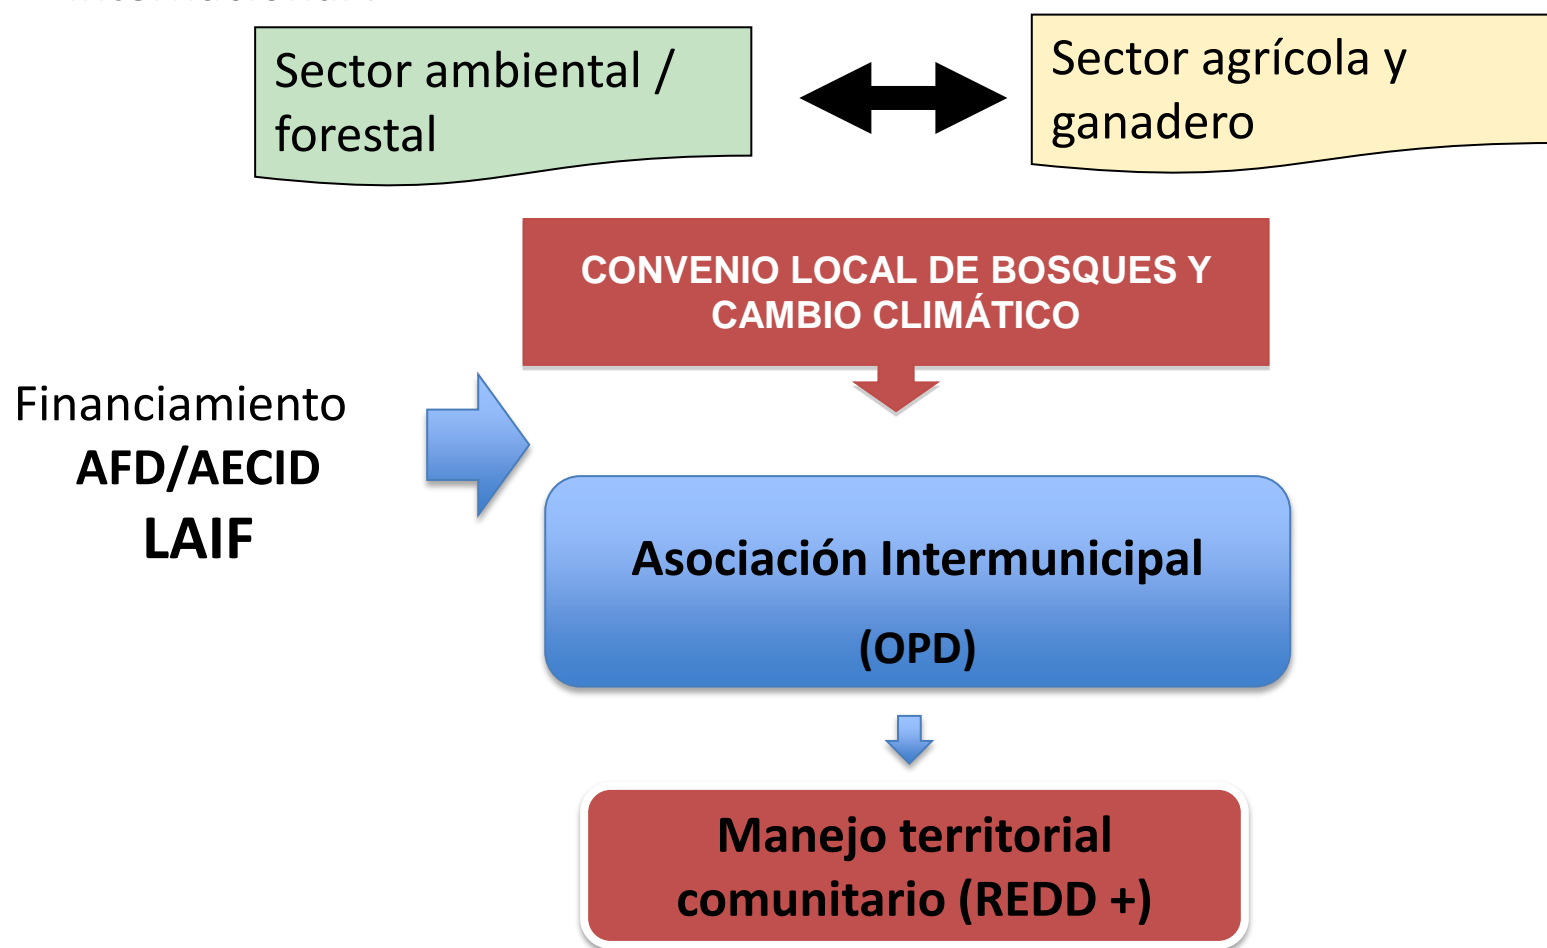 Sector ambiental /
forestal
Sector agrícola y
ganadero
CONVENIO LOCAL DE BOSQUES Y
CAMBIO CLIMÁTICO
Financiamiento
AFD/AECID
LAIF
Asociación Intermunicipal
(OPD)
Manejo territorial
comunitario (REDD +)